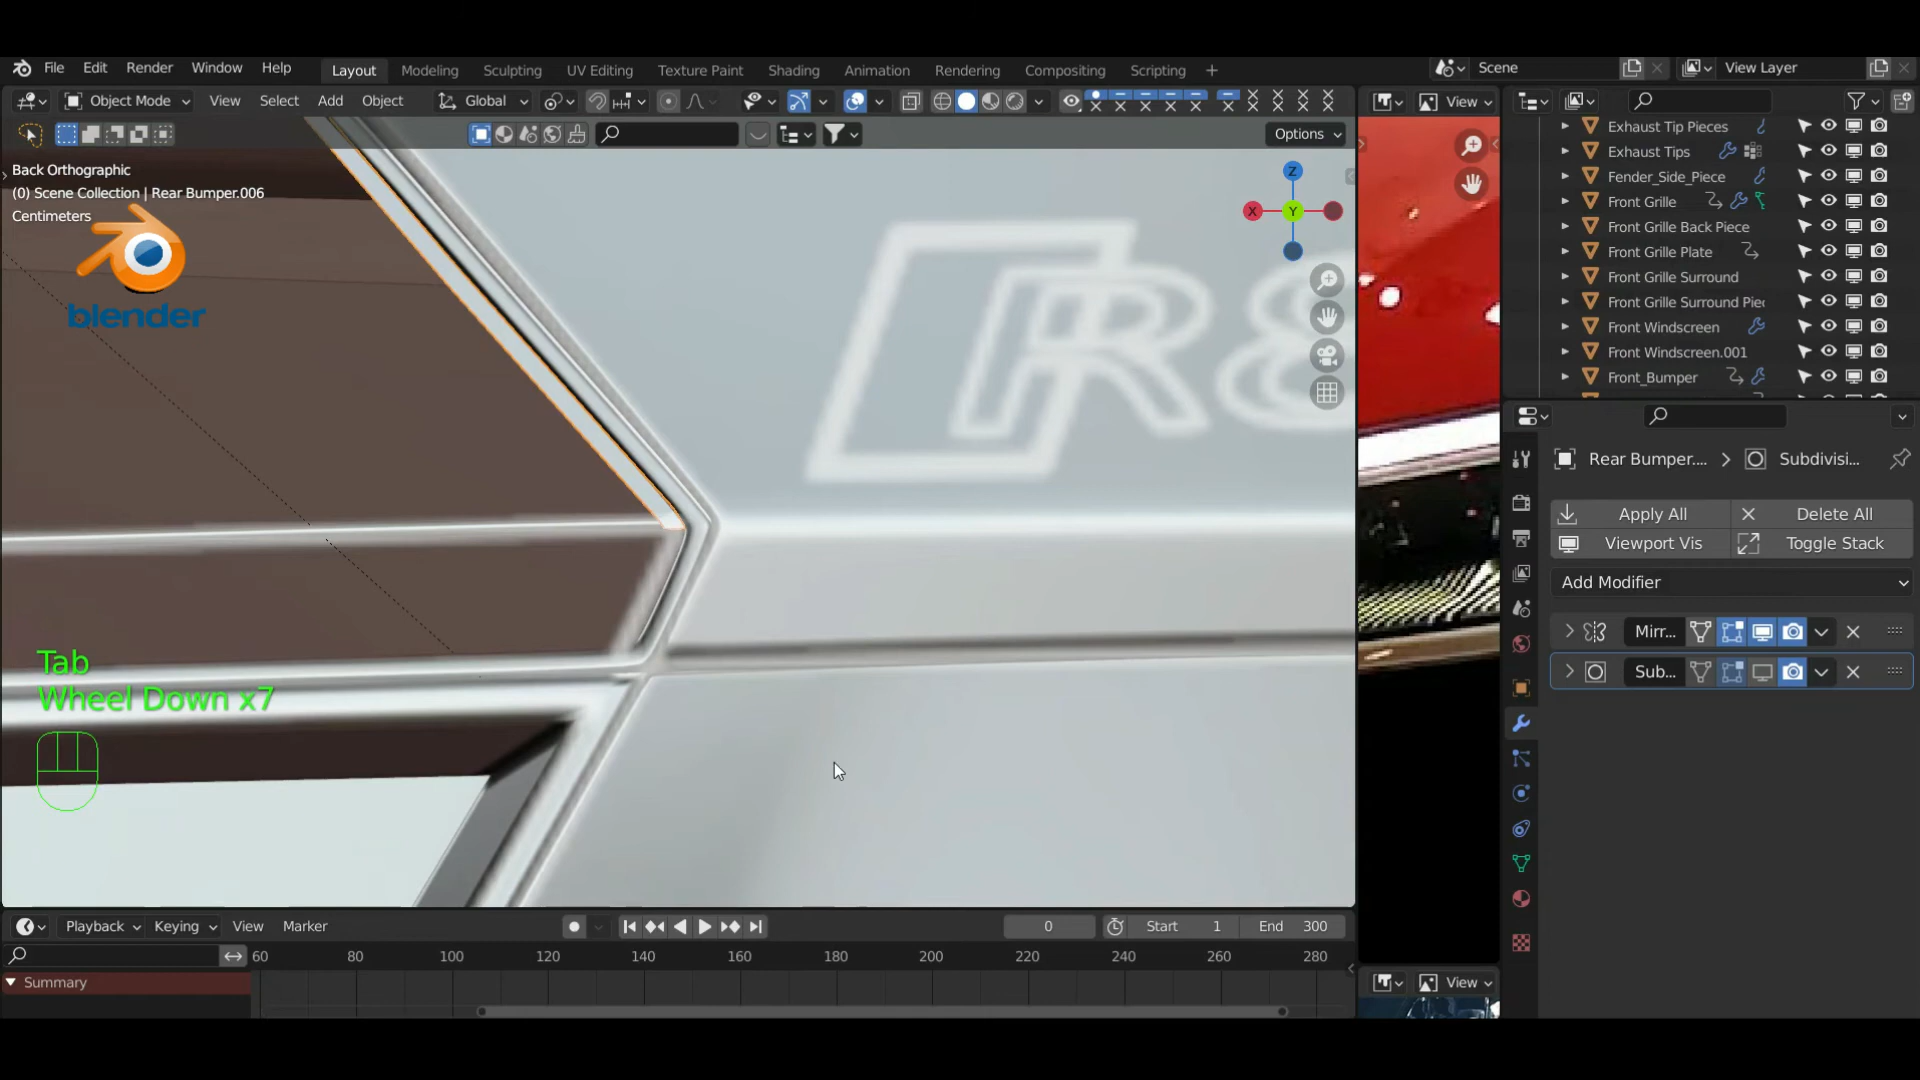 File Edit Render Window Help Layout Modeling Sculpting UV Editing Texture Paint Shading Animation Rendering Compositing Scripting + Scene View Layer
Object Mode View Select Add Object Global View
Options
Back Orthographic
(0) Scene Collection | Rear Bumper.006
Centimeters
blender
R8
Z
X Y
Tab
Wheel Down x7
Exhaust Tip Pieces
Exhaust Tips
Fender_Side_Piece
Front Grille
Front Grille Back Piece
Front Grille Plate
Front Grille Surround
Front Grille Surround Piec
Front Windscreen
Front Windscreen.001
Front_Bumper
Rear Bumper.... > Subdivisi...
Apply All Delete All
Viewport Vis Toggle Stack
Add Modifier
Mirr...
Sub...
Playback Keying View Marker 0 Start 1 End 300
60 80 100 120 140 160 180 200 220 240 260 280
Summary
View